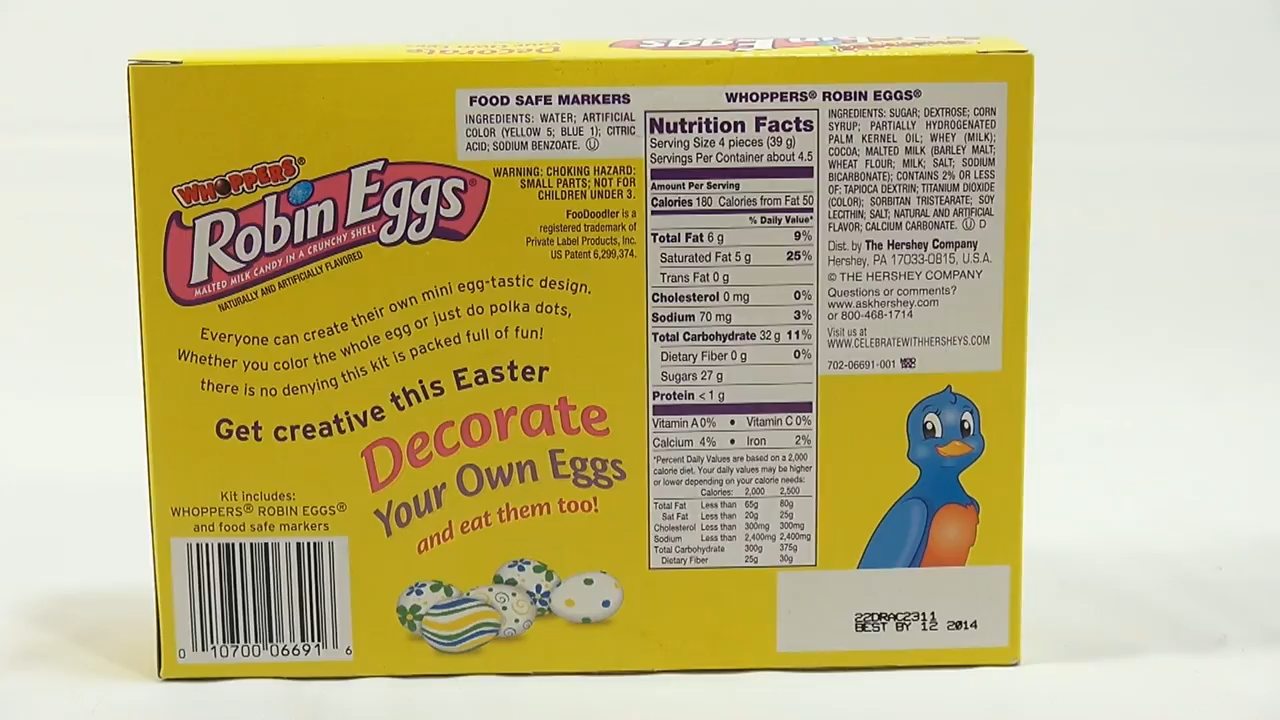 FOOD SAFE MARKERS
INGREDIENTS: WATER; ARTIFICIAL
COLOR (YELLOW 5; BLUE 1); CITRIC
ACID; SODIUM BENZOATE. Ⓤ
WARNING: CHOKING HAZARD:
SMALL PARTS; NOT FOR
CHILDREN UNDER 3.
FooDoodler is a
registered trademark of
Private Label Products, Inc.
US Patent 6,299,374.
WHOPPERS®
Robin Eggs®
MALTED MILK CANDY IN A CRUNCHY SHELL
NATURALLY AND ARTIFICIALLY FLAVORED
Everyone can create their own mini egg-tastic design.
Whether you color the whole egg or just do polka dots,
there is no denying this kit is packed full of fun!
Get creative this Easter
Decorate
Your Own Eggs
and eat them too!
Kit includes:
WHOPPERS® ROBIN EGGS®
and food safe markers
0 10700 06691 6
WHOPPERS® ROBIN EGGS®
Nutrition Facts
Serving Size 4 pieces (39 g)
Servings Per Container about 4.5
Amount Per Serving
Calories 180 Calories from Fat 50
% Daily Value*
Total Fat 6 g 9%
Saturated Fat 5 g 25%
Trans Fat 0 g
Cholesterol 0 mg 0%
Sodium 70 mg 3%
Total Carbohydrate 32 g 11%
Dietary Fiber 0 g 0%
Sugars 27 g
Protein < 1 g
Vitamin A 0% • Vitamin C 0%
Calcium 4% • Iron 2%
*Percent Daily Values are based on a 2,000
calorie diet. Your daily values may be higher
or lower depending on your calorie needs:
Calories: 2,000 2,500
Total Fat Less than 65g 80g
Sat Fat Less than 20g 25g
Cholesterol Less than 300mg 300mg
Sodium Less than 2,400mg 2,400mg
Total Carbohydrate 300g 375g
Dietary Fiber 25g 30g
INGREDIENTS: SUGAR; DEXTROSE; CORN
SYRUP; PARTIALLY HYDROGENATED
PALM KERNEL OIL; WHEY (MILK);
COCOA; MALTED MILK (BARLEY MALT;
WHEAT FLOUR; MILK; SALT; SODIUM
BICARBONATE); CONTAINS 2% OR LESS
OF: TAPIOCA DEXTRIN; TITANIUM DIOXIDE
(COLOR); SORBITAN TRISTEARATE; SOY
LECITHIN; SALT; NATURAL AND ARTIFICIAL
FLAVOR; CALCIUM CARBONATE. Ⓤ D
Dist. by The Hershey Company
Hershey, PA 17033-0815, U.S.A.
© THE HERSHEY COMPANY
Questions or comments?
www.askhershey.com
or 800-468-1714
Visit us at
WWW.CELEBRATEWITHHERSHEYS.COM
702-06691-001
22DRAC2311
BEST BY 12 2014